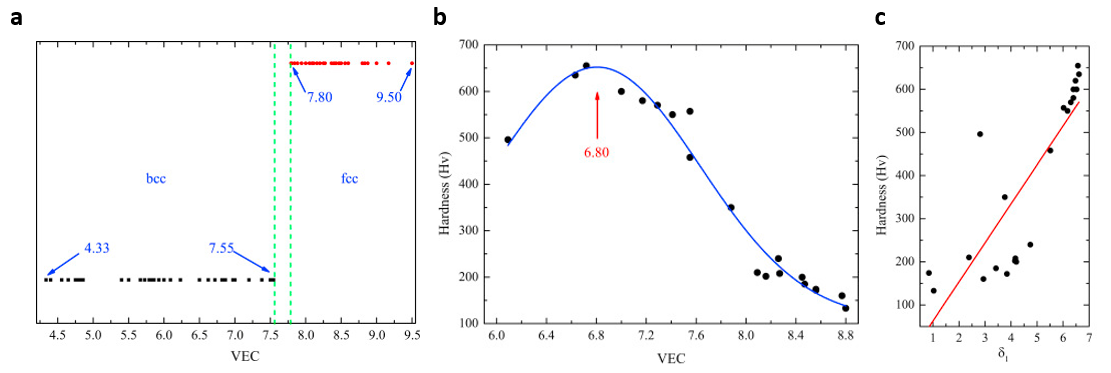 a
bcc
fcc
7.80
9.50
4.33
7.55
4.5 5.0 5.5 6.0 6.5 7.0 7.5 8.0 8.5 9.0 9.5
VEC
b
700
600
500
400
300
200
100
Hardness (Hv)
6.80
6.0 6.4 6.8 7.2 7.6 8.0 8.4 8.8
VEC
c
700
600
500
400
300
200
100
Hardness (Hv)
1 2 3 4 5 6 7
δ₁